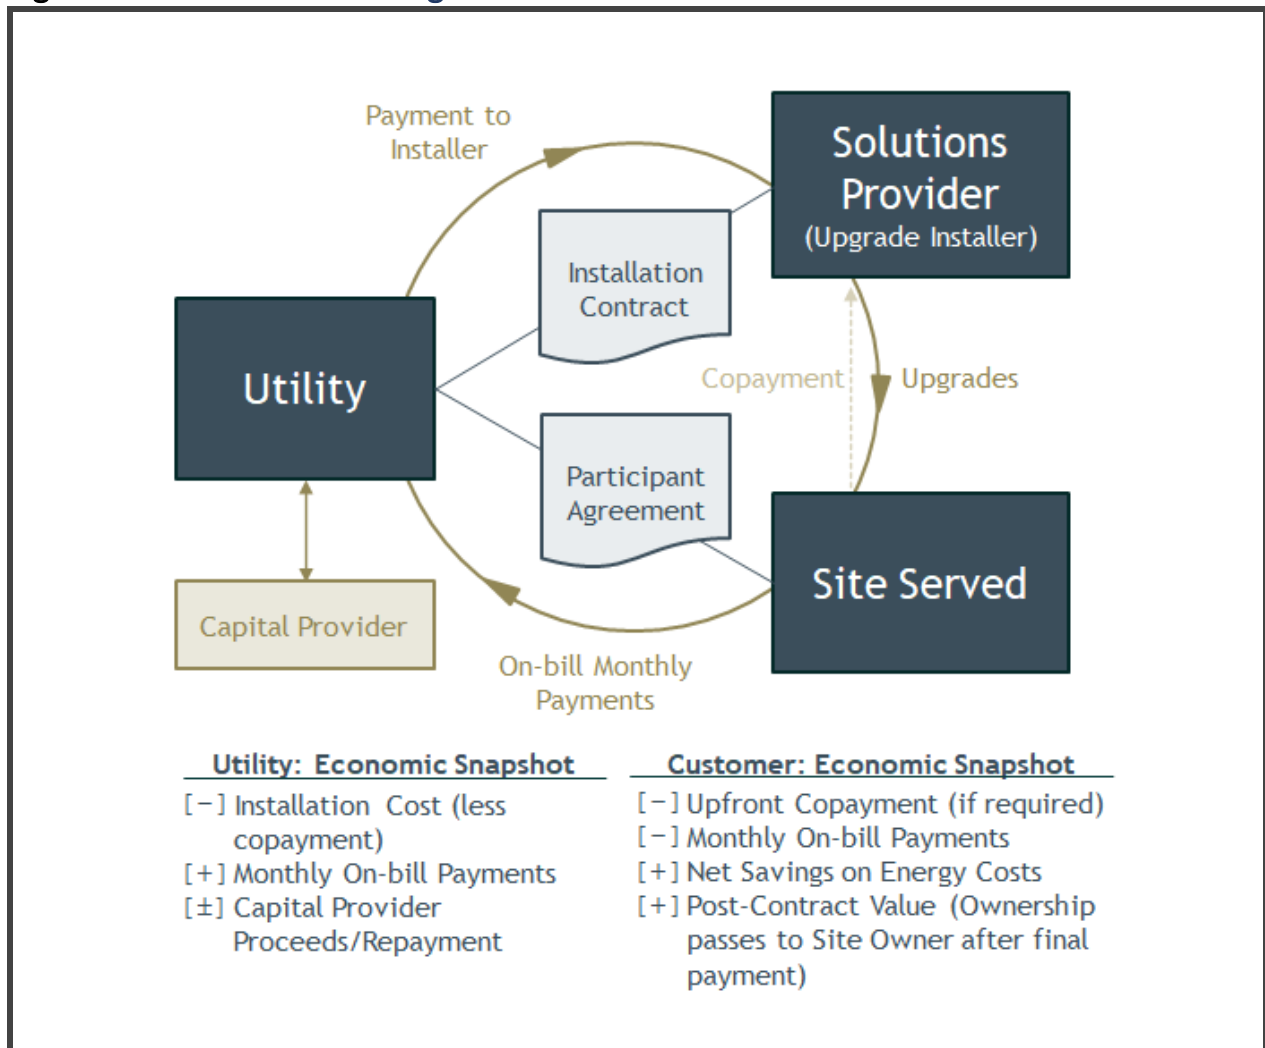 Payment to
Installer
Solutions
Provider
(Upgrade Installer)
Installation
Contract
Utility
Copayment
Upgrades
Participant
Agreement
Site Served
Capital Provider
On-bill Monthly
Payments
Utility: Economic Snapshot
[−] Installation Cost (less
copayment)
[+] Monthly On-bill Payments
[±] Capital Provider
Proceeds/Repayment
Customer: Economic Snapshot
[−] Upfront Copayment (if required)
[−] Monthly On-bill Payments
[+] Net Savings on Energy Costs
[+] Post-Contract Value (Ownership
passes to Site Owner after final
payment)